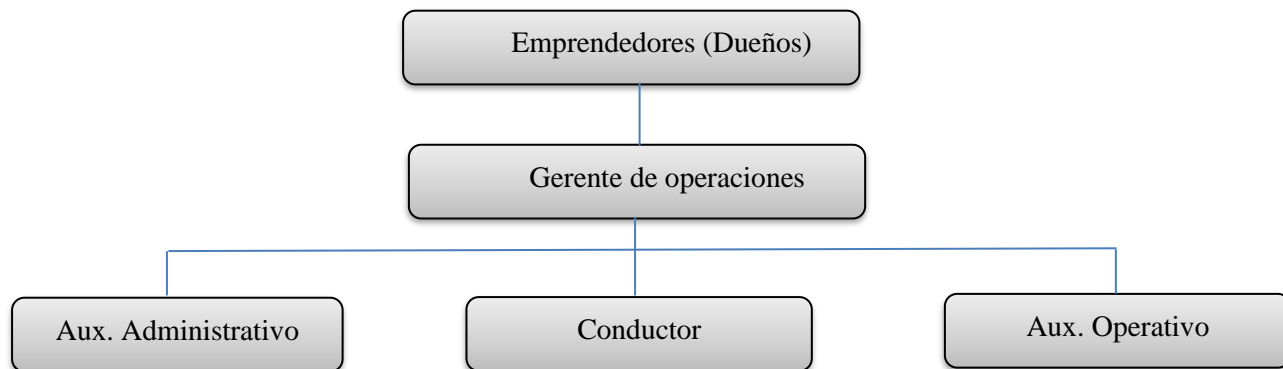 Emprendedores (Dueños)
Gerente de operaciones
Aux. Administrativo
Conductor
Aux. Operativo